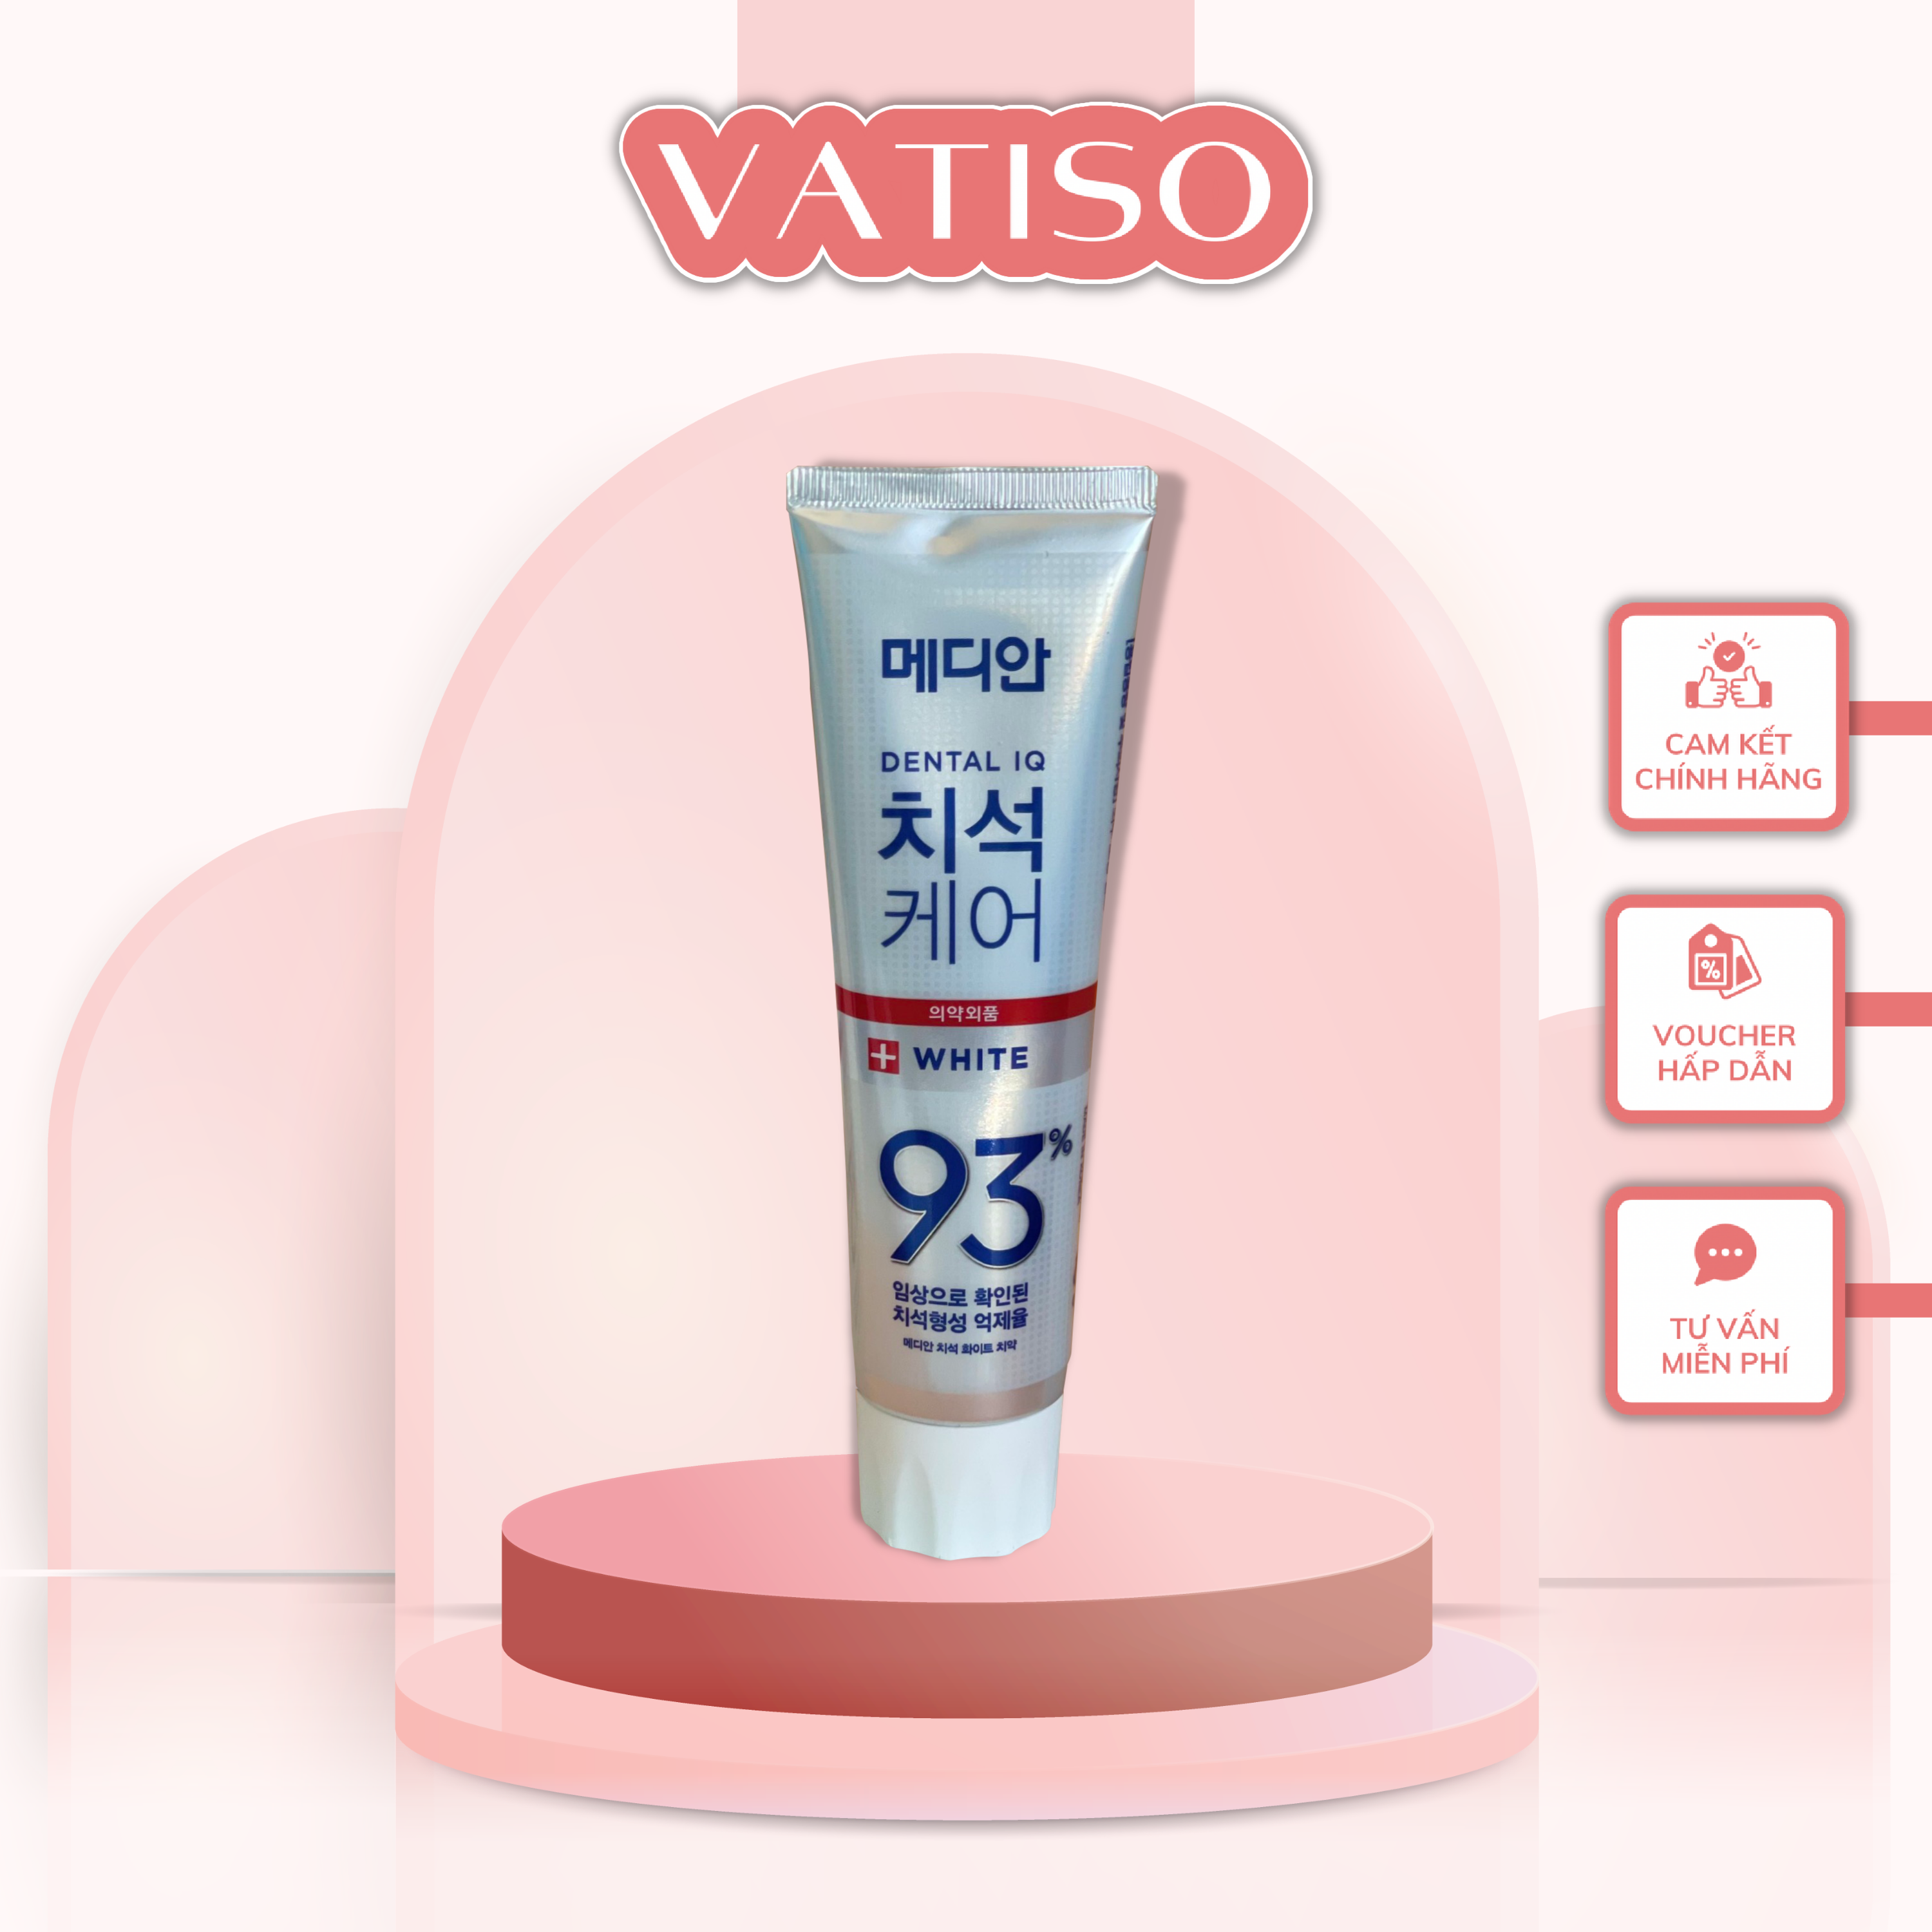 VATISO
메디안
DENTAL IQ
치석
케어
의약외품
WHITE
93%
임상으로 확인된
치석형성 억제율
메디안 치석 화이트 치약
CAM KẾT
CHÍNH HÃNG
%
VOUCHER
HẤP DẪN
TƯ VẤN
MIỄN PHÍ